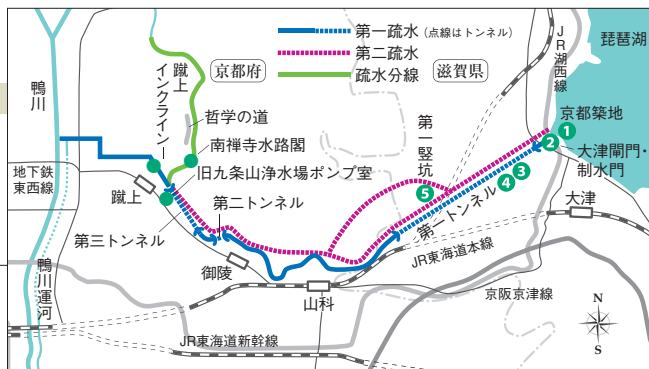 第一疏水 (点線はトンネル)
第二疏水
疏水分線
京都府
滋賀県
琵琶湖
JR湖西線
鴨川
蹴上
インクライン
哲学の道
南禅寺水路閣
旧九条山浄水場ポンプ室
第二トンネル
第三トンネル
地下鉄
東西線
蹴上
御陵
山科
鴨川運河
第一竪坑
第一トンネル
京都築地
大津閘門・
制水門
大津
1
2
3
4
5
JR東海道本線
京阪京津線
JR東海道新幹線
N
S